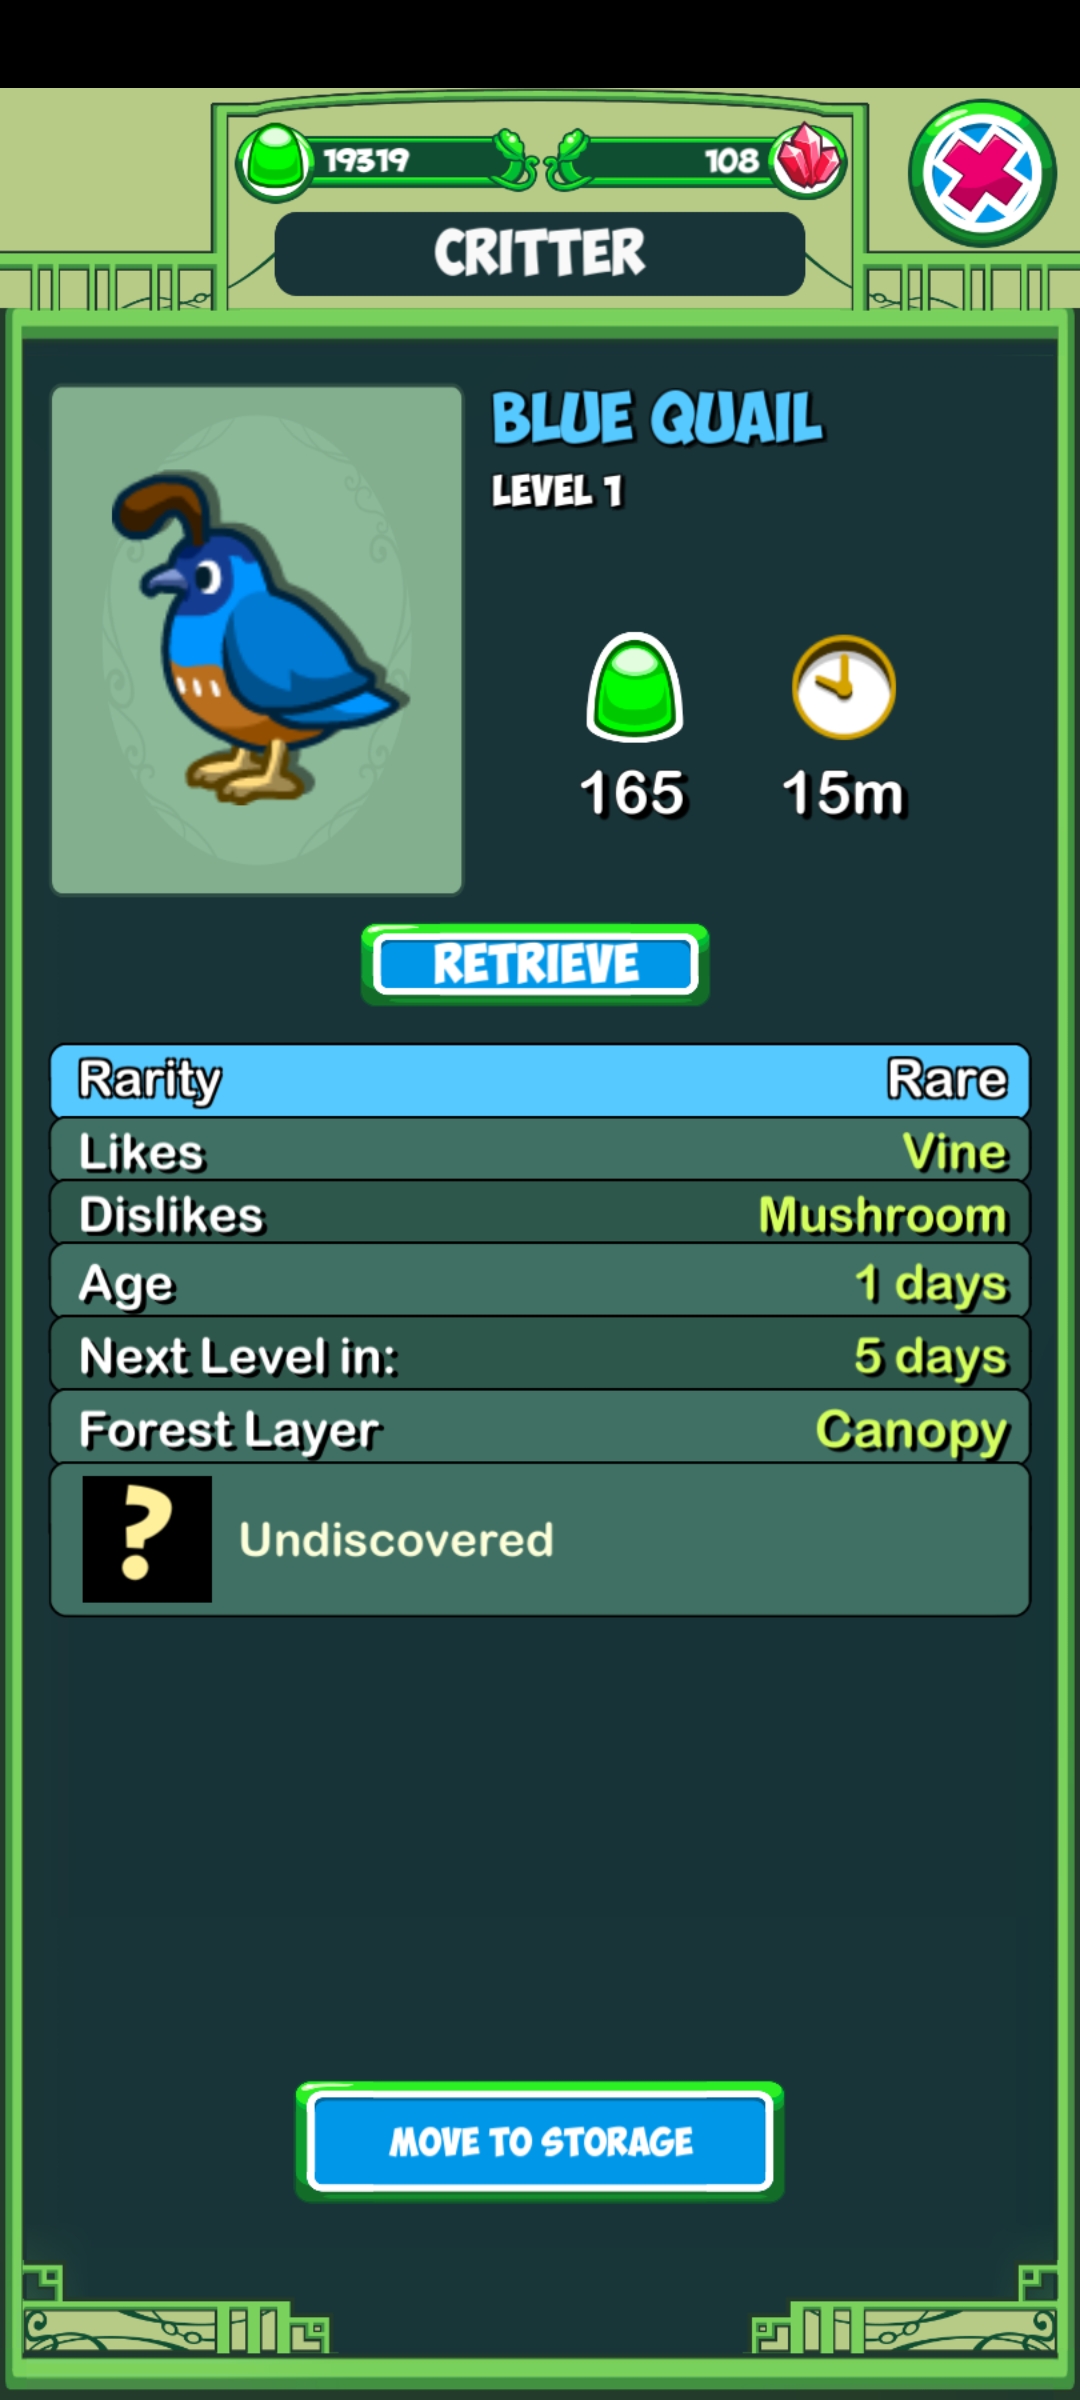 19319
108
CRITTER
BLUE QUAIL
LEVEL 1
165
15m
RETRIEVE
Rarity Rare
Likes Vine
Dislikes Mushroom
Age 1 days
Next Level in: 5 days
Forest Layer Canopy
? Undiscovered
MOVE TO STORAGE